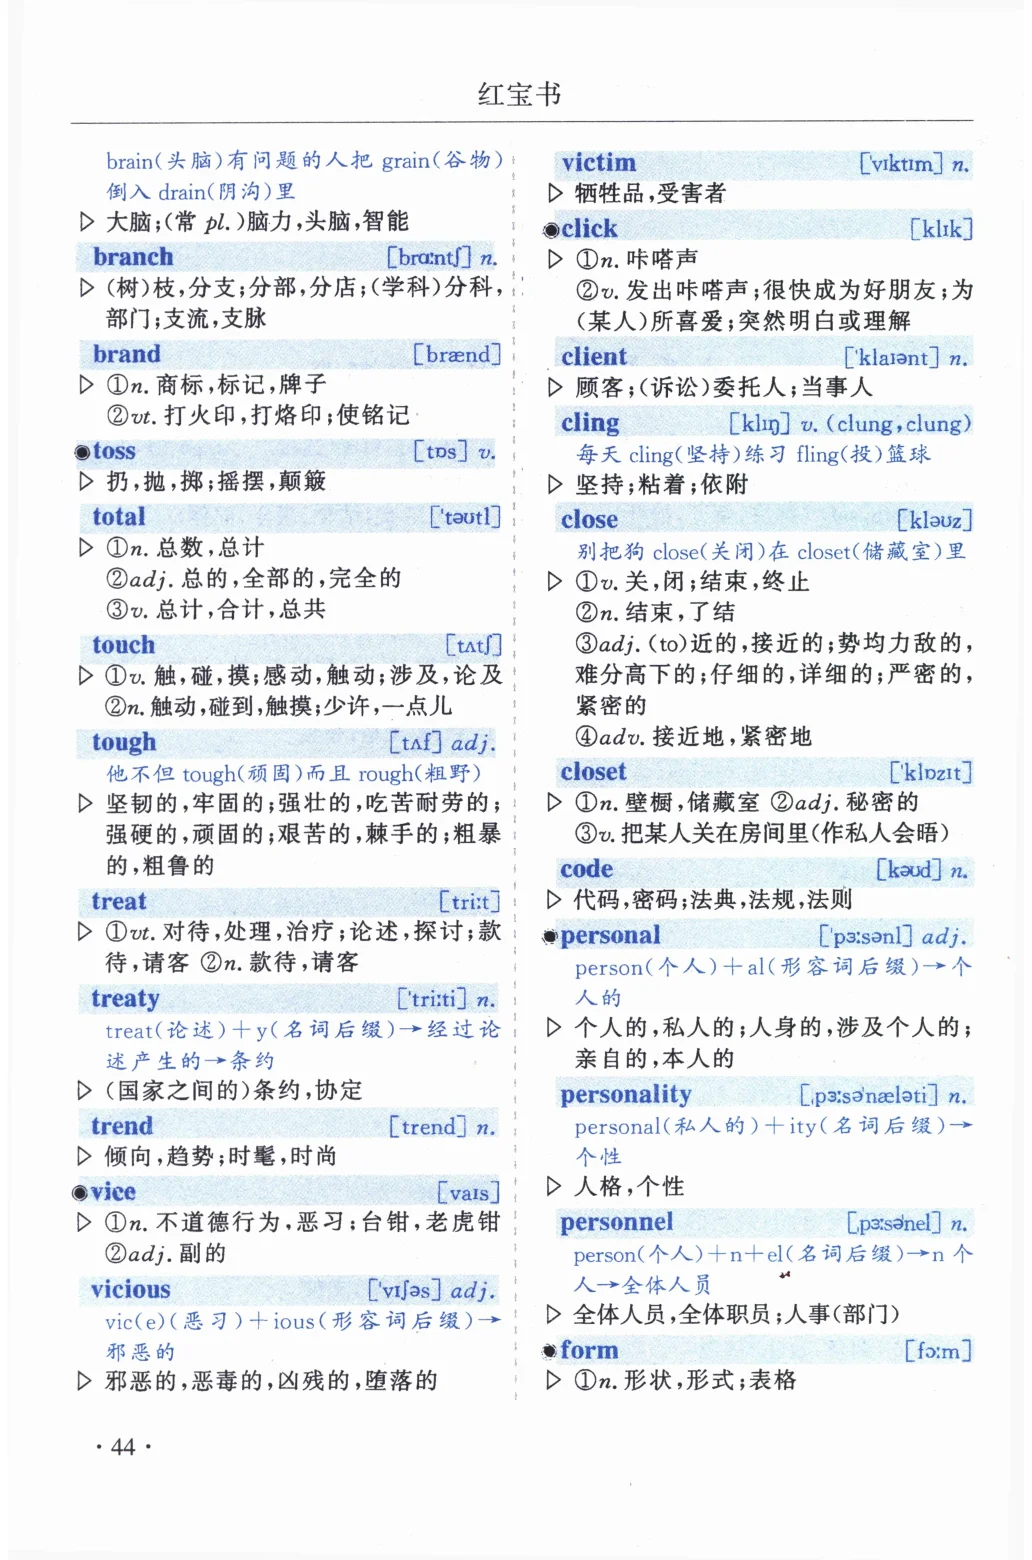 红宝书
brain(头脑)有问题的人把 grain(谷物)
倒入 drain(阴沟)里
▷ 大脑;(常 pl.)脑力,头脑,智能
branch [brɑːntʃ] n.
▷ (树)枝,分支;分部,分店;(学科)分科,
部门;支流,支脉
brand [brænd]
▷ ①n. 商标,标记,牌子
②vt. 打火印,打烙印;使铭记
◉toss [tɒs] v.
▷ 扔,抛,掷;摇摆,颠簸
total [ˈtəʊtl]
▷ ①n. 总数,总计
②adj. 总的,全部的,完全的
③v. 总计,合计,总共
touch [tʌtʃ]
▷ ①v. 触,碰,摸;感动,触动;涉及,论及
②n. 触动,碰到,触摸;少许,一点儿
tough [tʌf] adj.
他不但 tough(顽固)而且 rough(粗野)
▷ 坚韧的,牢固的;强壮的,吃苦耐劳的;
强硬的,顽固的;艰苦的,棘手的;粗暴
的,粗鲁的
treat [triːt]
▷ ①vt. 对待,处理,治疗;论述,探讨;款
待,请客 ②n. 款待,请客
treaty [ˈtriːti] n.
treat(论述)+y(名词后缀)→经过论
述产生的→条约
▷ (国家之间的)条约,协定
trend [trend] n.
▷ 倾向,趋势;时髦,时尚
◉vice [vaɪs]
▷ ①n. 不道德行为,恶习;台钳,老虎钳
②adj. 副的
vicious [ˈvɪʃəs] adj.
vic(e)(恶习)+ious(形容词后缀)→
邪恶的
▷ 邪恶的,恶毒的,凶残的,堕落的
victim [ˈvɪktɪm] n.
▷ 牺牲品,受害者
◉click [klɪk]
▷ ①n. 咔嗒声
②v. 发出咔嗒声;很快成为好朋友;为
(某人)所喜爱;突然明白或理解
client [ˈklaɪənt] n.
▷ 顾客;(诉讼)委托人;当事人
cling [klɪŋ] v. (clung,clung)
每天 cling(坚持)练习 fling(投)篮球
▷ 坚持;粘着;依附
close [kləʊz]
别把狗 close(关闭)在 closet(储藏室)里
▷ ①v. 关,闭;结束,终止
②n. 结束,了结
③adj. (to)近的,接近的;势均力敌的,
难分高下的;仔细的,详细的;严密的,
紧密的
④adv. 接近地,紧密地
closet [ˈklɒzɪt]
▷ ①n. 壁橱,储藏室 ②adj. 秘密的
③v. 把某人关在房间里(作私人会晤)
code [kəʊd] n.
▷ 代码,密码;法典,法规,法则
◉personal [ˈpɜːsənl] adj.
person(个人)+al(形容词后缀)→个
人的
▷ 个人的,私人的;人身的,涉及个人的;
亲自的,本人的
personality [ˌpɜːsəˈnæləti] n.
personal(私人的)+ity(名词后缀)→
个性
▷ 人格,个性
personnel [ˌpɜːsəˈnel] n.
person(个人)+n+el(名词后缀)→n 个
人→全体人员
▷ 全体人员,全体职员;人事(部门)
◉form [fɔːm]
▷ ①n. 形状,形式;表格
· 44 ·